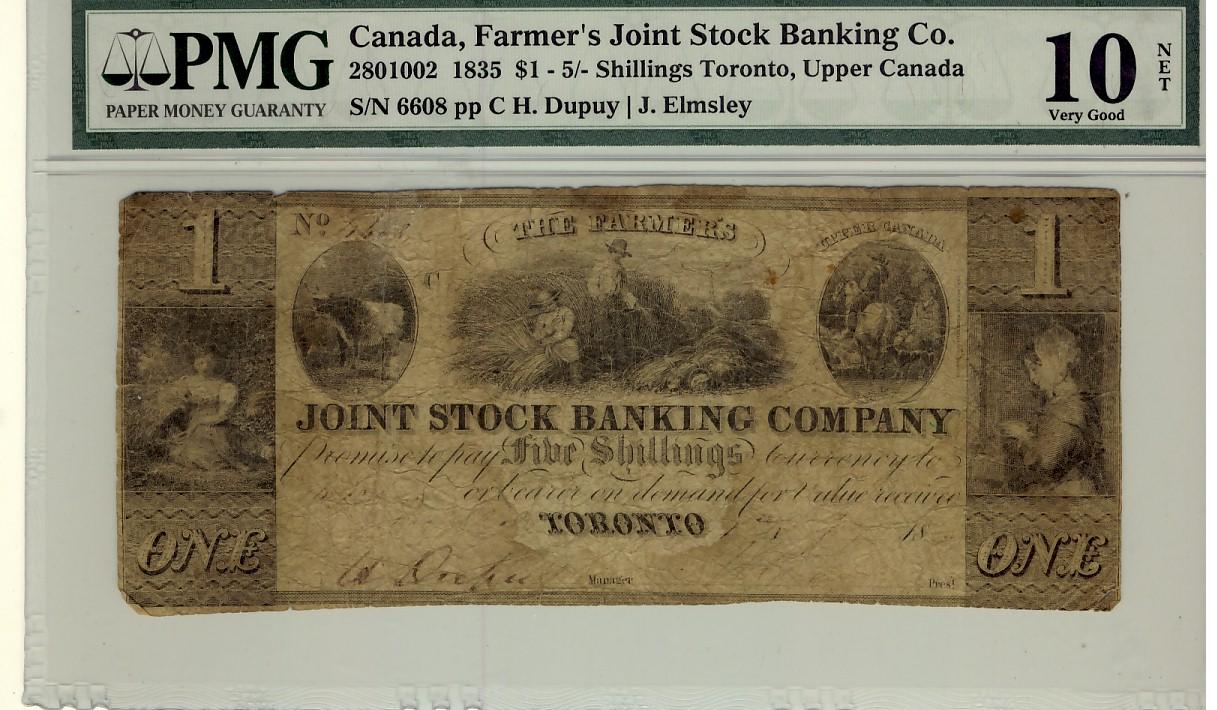 PMG
PAPER MONEY GUARANTY
Canada, Farmer's Joint Stock Banking Co.
2801002 1835 $1 - 5/- Shillings Toronto, Upper Canada
S/N 6608 pp C H. Dupuy | J. Elmsley
10 NET
Very Good
1
No
C
THE FARMER'S
UPPER CANADA
1
JOINT STOCK BANKING COMPANY
Promise to pay Five Shillings Currency to
or bearer on demand for Value received
TORONTO 18
ONE
Manager
Prest
ONE